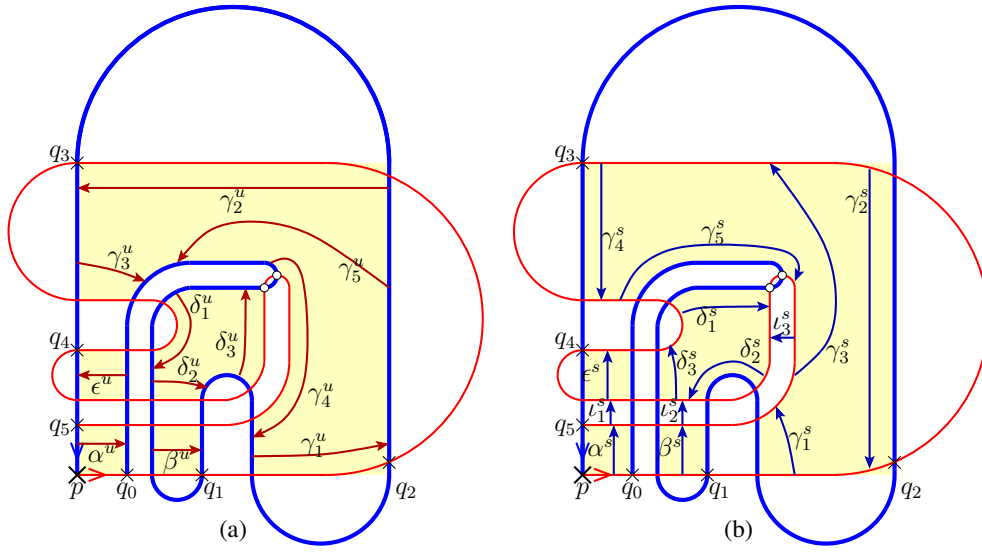 q₃ γ₂ᵘ q₃ γ₂ˢ
γ₃ᵘ γ₅ᵘ γ₄ˢ γ₅ˢ
δ₁ᵘ δ₁ˢ ι₃ˢ
q₄ δ₃ᵘ q₄ δ₂ˢ γ₃ˢ
ϵᵘ δ₂ᵘ γ₄ᵘ ϵˢ δ₃ˢ
q₅ γ₁ᵘ q₅ ι₁ˢ ι₂ˢ γ₁ˢ
αᵘ βᵘ αˢ βˢ
p q₀ q₁ q₂ p q₀ q₁ q₂
(a) (b)